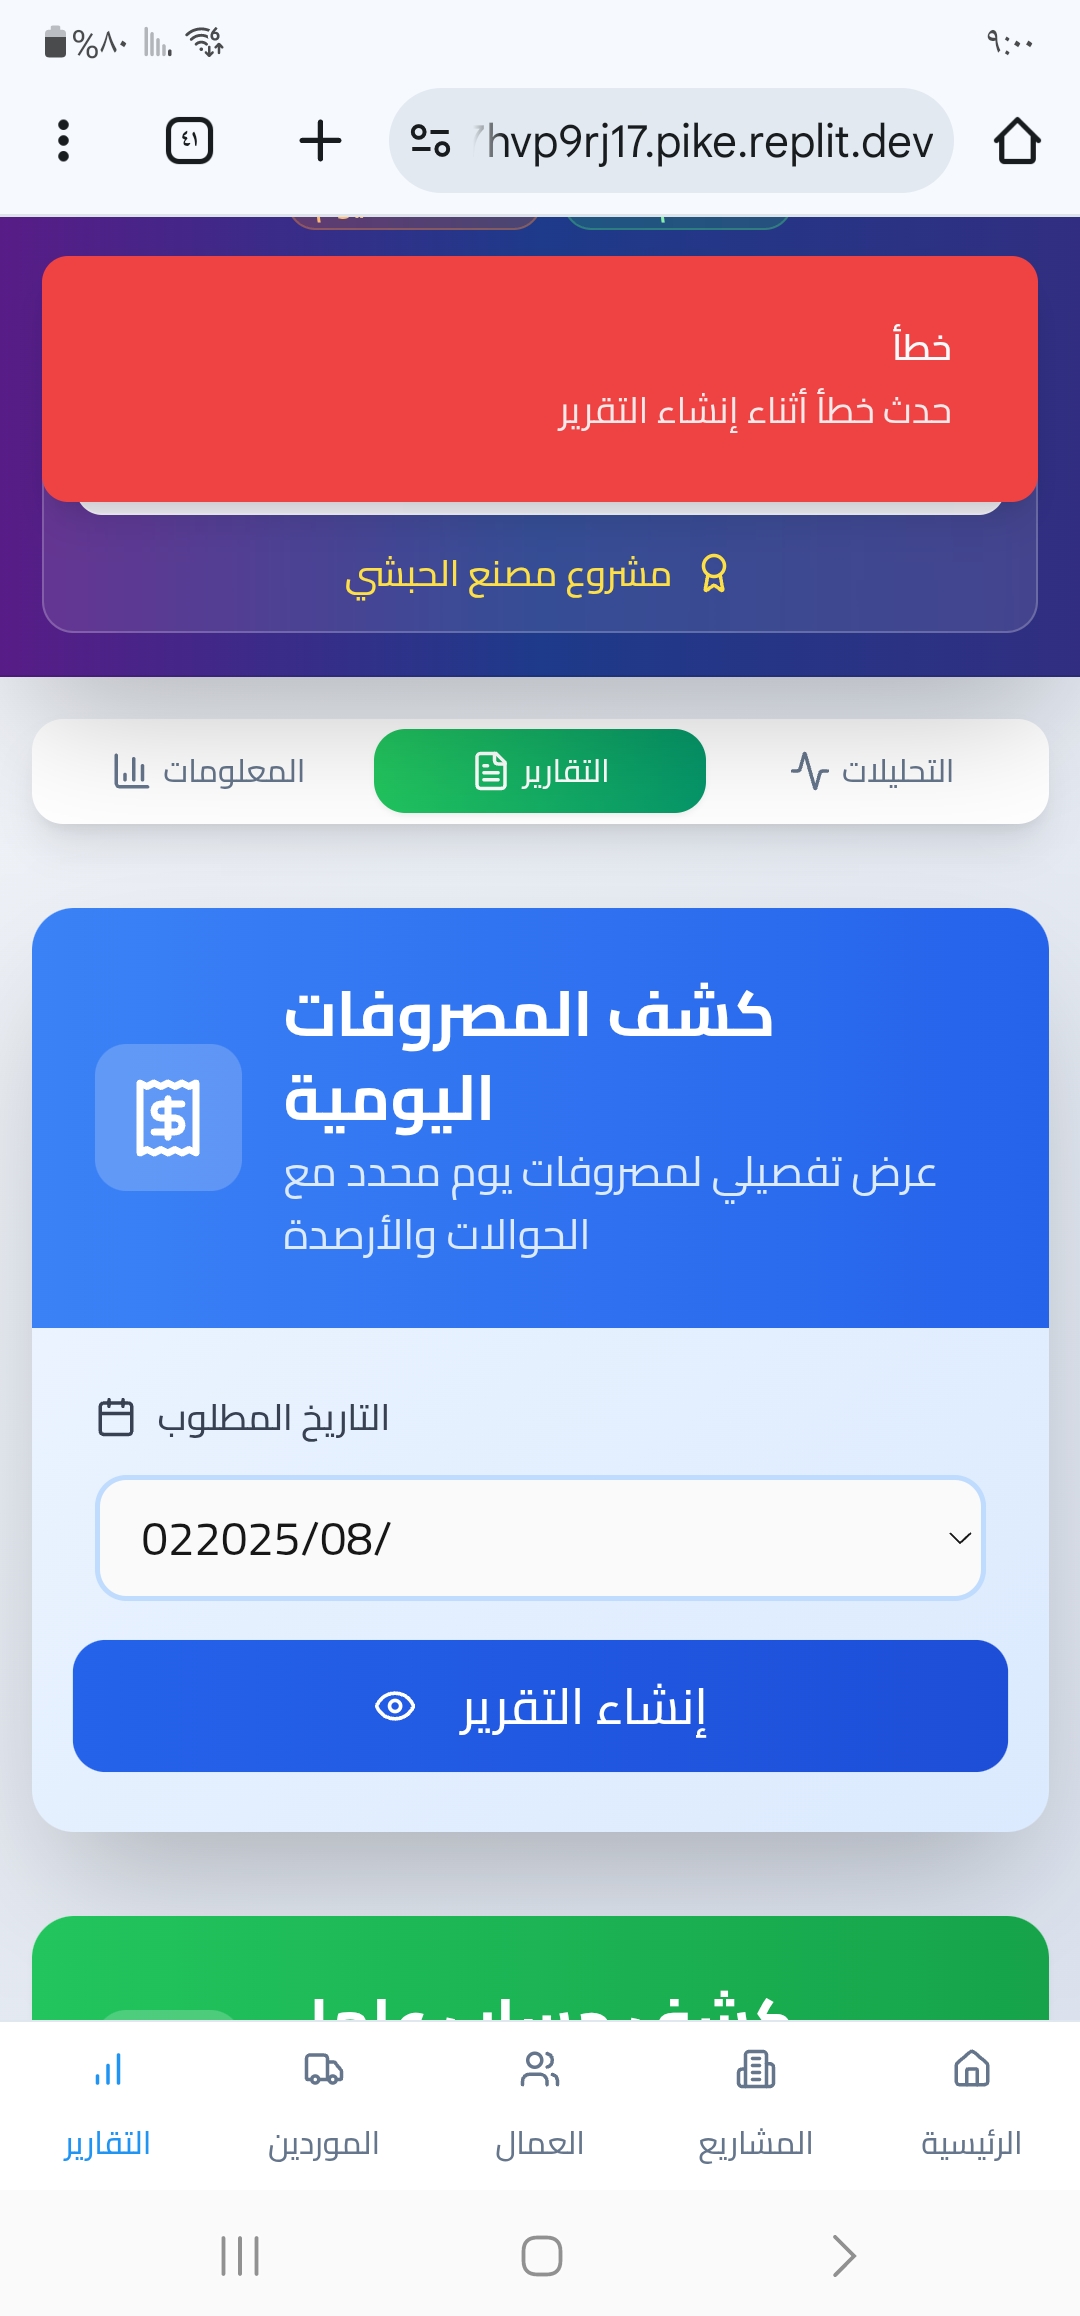 ٩:٠٠
%٨٠
hvp9rj17.pike.replit.dev
٤١
خطأ
حدث خطأ أثناء إنشاء التقرير
مشروع مصنع الحبشي
التحليلات
التقارير
المعلومات
كشف المصروفات
اليومية
عرض تفصيلي لمصروفات يوم محدد مع
الحوالات والأرصدة
التاريخ المطلوب
022025/08/
إنشاء التقرير
الرئيسية
المشاريع
العمال
الموردين
التقارير